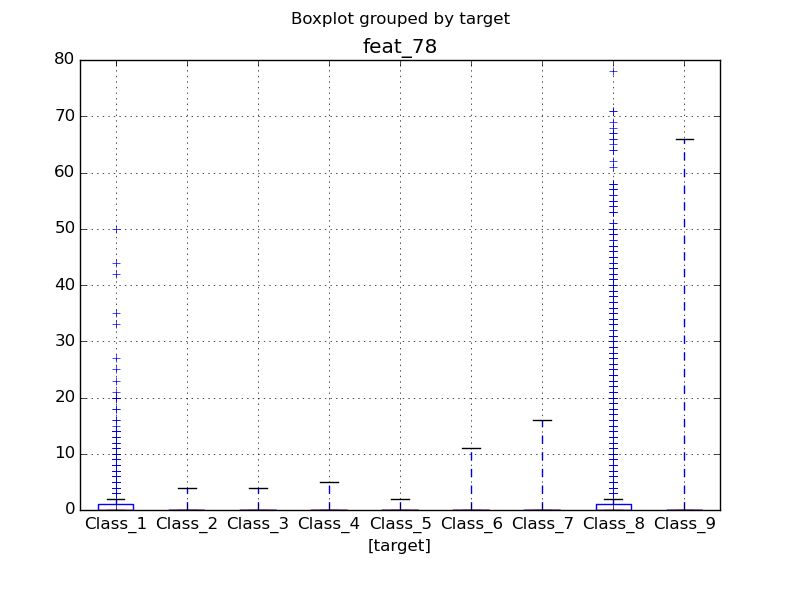 Boxplot grouped by target
feat_78
80
70
60
50
40
30
20
10
0
Class_1 Class_2 Class_3 Class_4 Class_5 Class_6 Class_7 Class_8 Class_9
[target]